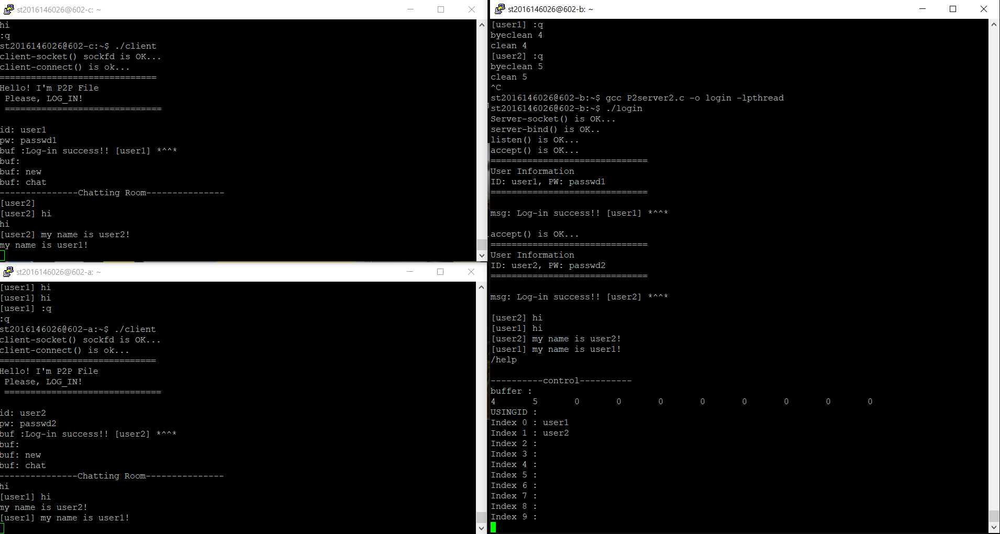 st2016146026@602-c: ~
hi
:q
st2016146026@602-c:~$ ./client
client-socket() sockfd is OK...
client-connect() is ok...
==============================
Hello! I'm P2P File
 Please, LOG_IN!
 ==============================
id: user1
pw: passwd1
buf :Log-in success!! [user1] *^^*
buf:
buf: new
buf: chat
---------------Chatting Room---------------
[user2]
[user2] hi
hi
[user2] my name is user2!
my name is user1!
st2016146026@602-a: ~
[user1] hi
[user1] hi
[user1] :q
:q
st2016146026@602-a:~$ ./client
client-socket() sockfd is OK...
client-connect() is ok...
==============================
Hello! I'm P2P File
 Please, LOG_IN!
 ==============================
id: user2
pw: passwd2
buf :Log-in success!! [user2] *^^*
buf:
buf: new
buf: chat
---------------Chatting Room---------------
hi
[user1] hi
my name is user2!
[user1] my name is user1!
st2016146026@602-b: ~
[user1] :q
byeclean 4
clean 4
[user2] :q
byeclean 5
clean 5
^C
st2016146026@602-b:~$ gcc P2server2.c -o login -lpthread
st2016146026@602-b:~$ ./login
Server-socket() is OK...
server-bind() is OK..
listen() is OK...
accept() is OK...
==============================
User Information
ID: user1, PW: passwd1
==============================
msg: Log-in success!! [user1] *^^*
accept() is OK...
==============================
User Information
ID: user2, PW: passwd2
==============================
msg: Log-in success!! [user2] *^^*
[user2] hi
[user1] hi
[user2] my name is user2!
[user1] my name is user1!
/help
----------control----------
buffer :
4 5 0 0 0 0 0 0 0 0
USINGID :
Index 0 : user1
Index 1 : user2
Index 2 :
Index 3 :
Index 4 :
Index 5 :
Index 6 :
Index 7 :
Index 8 :
Index 9 :